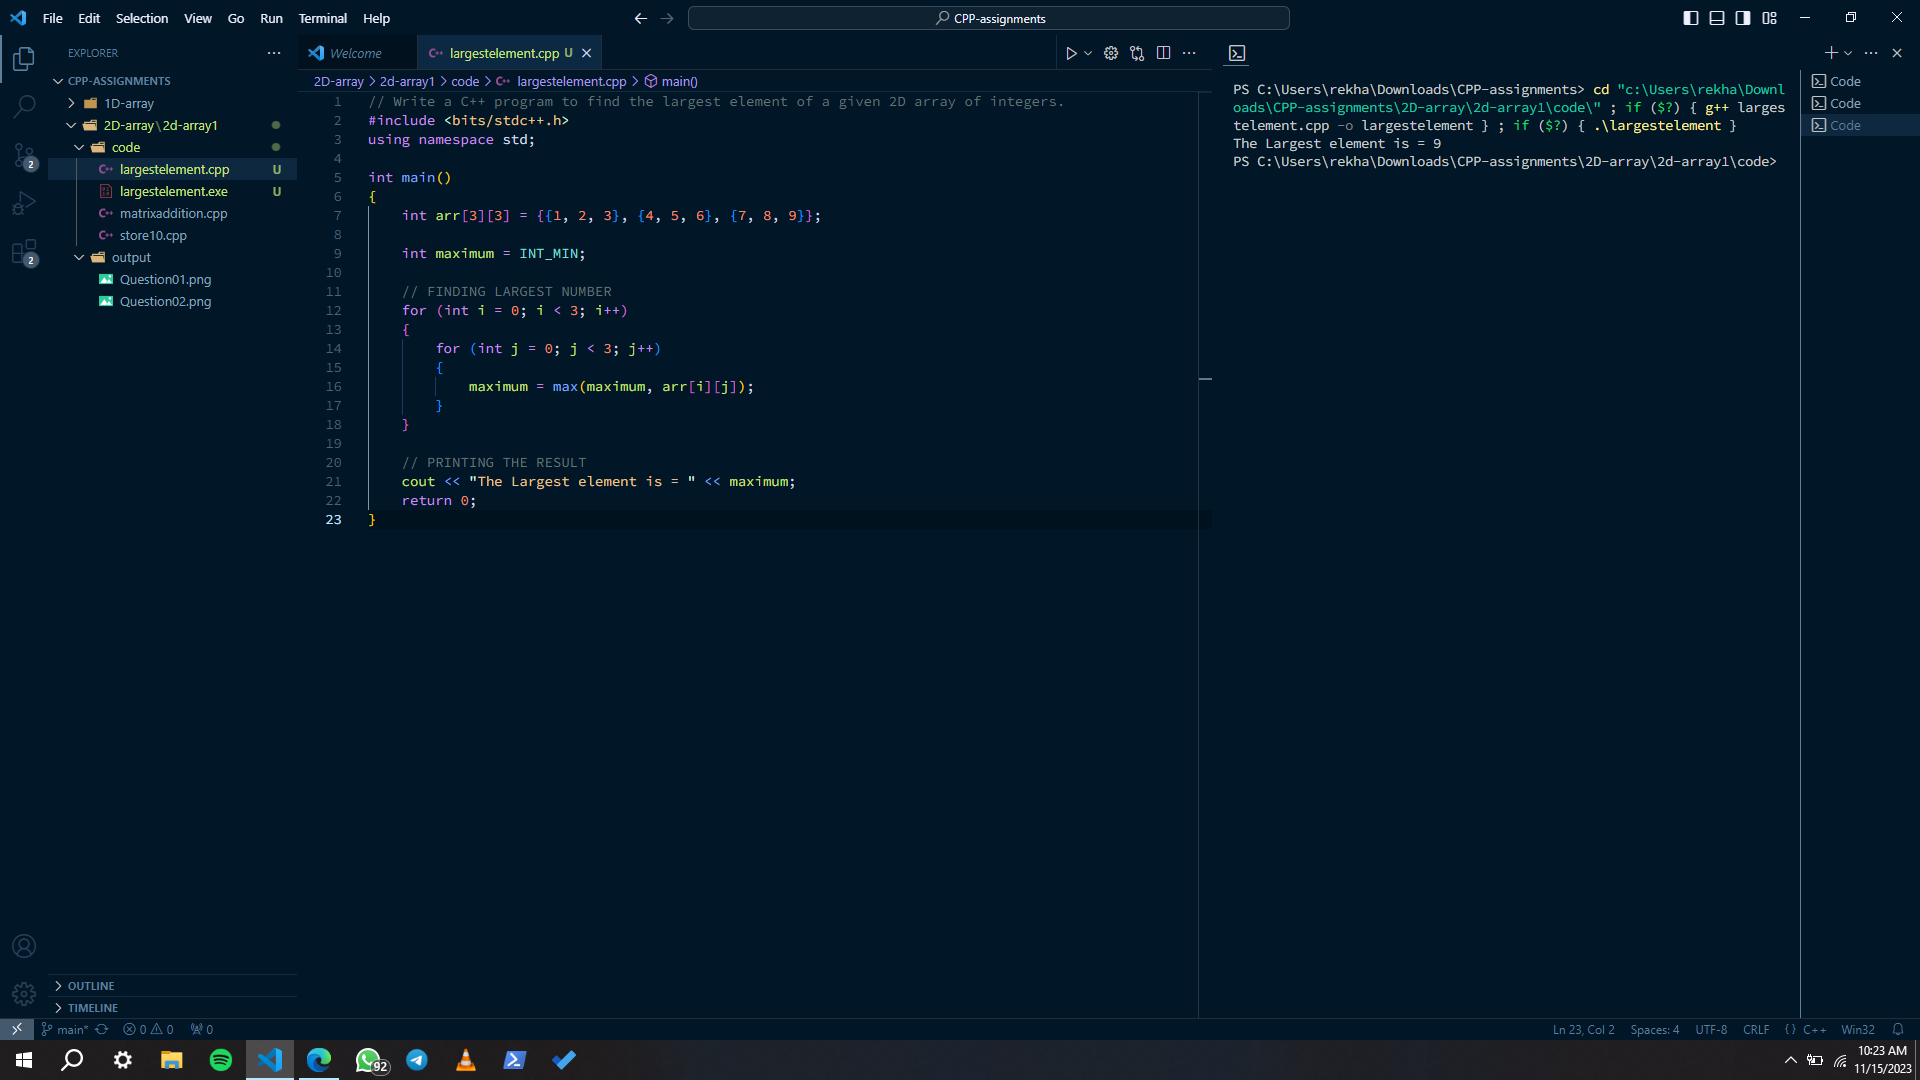 File Edit Selection View Go Run Terminal Help
CPP-assignments
EXPLORER
CPP-ASSIGNMENTS
1D-array
2D-array\2d-array1
code
largestelement.cpp U
largestelement.exe U
matrixaddition.cpp
store10.cpp
output
Question01.png
Question02.png
2
2
OUTLINE
TIMELINE
Welcome
largestelement.cpp U
2D-array > 2d-array1 > code > largestelement.cpp > main()
1 // Write a C++ program to find the largest element of a given 2D array of integers.
2 #include <bits/stdc++.h>
3 using namespace std;
4
5 int main()
6 {
7 int arr[3][3] = {{1, 2, 3}, {4, 5, 6}, {7, 8, 9}};
8
9 int maximum = INT_MIN;
10
11 // FINDING LARGEST NUMBER
12 for (int i = 0; i < 3; i++)
13 {
14 for (int j = 0; j < 3; j++)
15 {
16 maximum = max(maximum, arr[i][j]);
17 }
18 }
19
20 // PRINTING THE RESULT
21 cout << "The Largest element is = " << maximum;
22 return 0;
23 }
PS C:\Users\rekha\Downloads\CPP-assignments> cd "c:\Users\rekha\Downl
oads\CPP-assignments\2D-array\2d-array1\code\" ; if ($?) { g++ larges
telement.cpp -o largestelement } ; if ($?) { .\largestelement }
The Largest element is = 9
PS C:\Users\rekha\Downloads\CPP-assignments\2D-array\2d-array1\code>
Code
Code
Code
main* 0 0 0
Ln 23, Col 2 Spaces: 4 UTF-8 CRLF {} C++ Win32
92
10:23 AM
11/15/2023